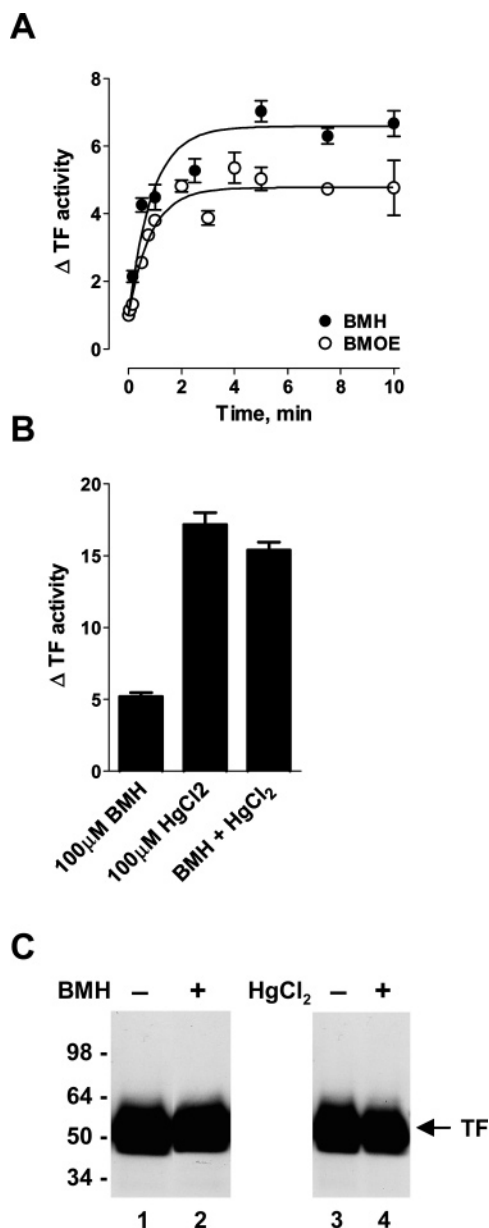 A
8
6
4
2
0
Δ TF activity
BMH
BMOE
0 2 4 6 8 10
Time, min
B
20
15
10
5
0
Δ TF activity
100μM BMH
100μM HgCl2
BMH + HgCl₂
C
BMH – + HgCl₂ – +
98 -
64 -
50 -
34 -
TF
1 2 3 4